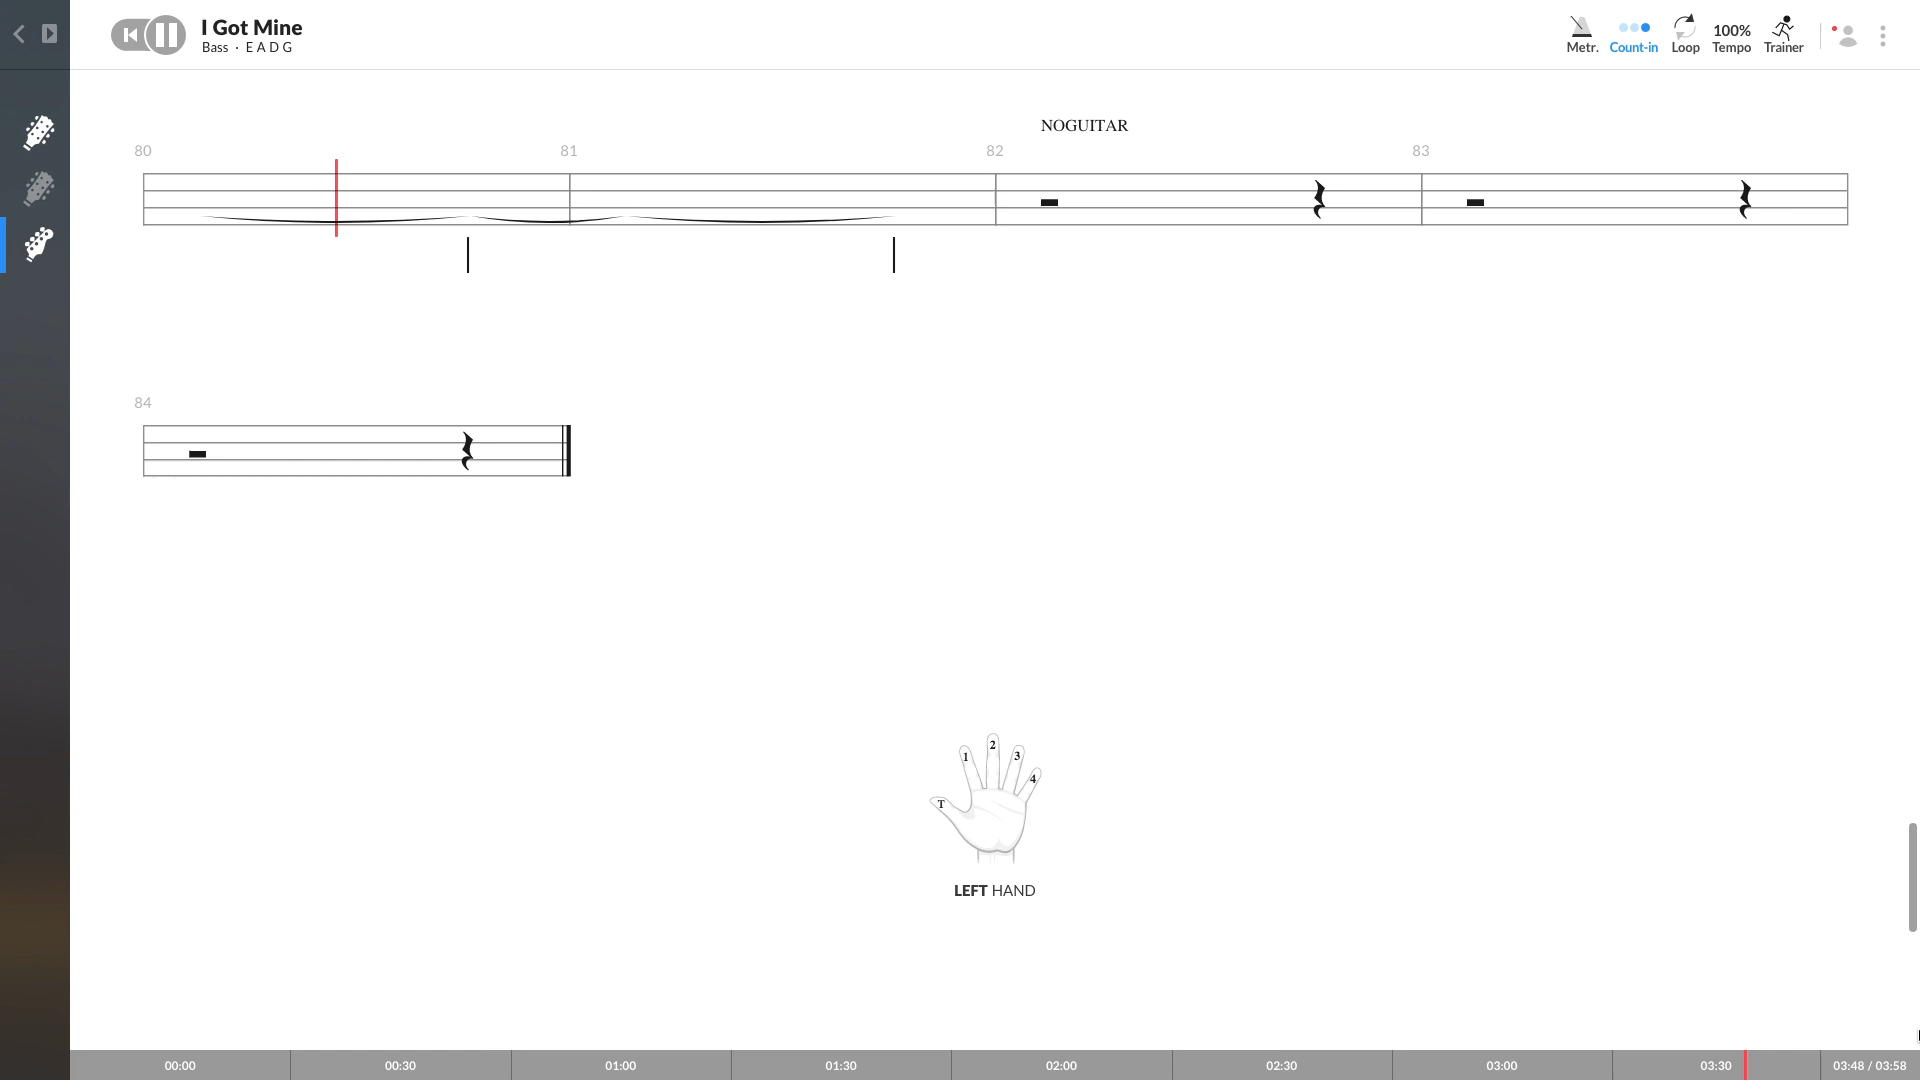 I Got Mine
Bass · E A D G
Metr.
Count-in
Loop
100%
Tempo
Trainer
NOGUITAR
80
81
82
83
84
1
2
3
4
T
LEFT HAND
00:00
00:30
01:00
01:30
02:00
02:30
03:00
03:30
03:48 / 03:58